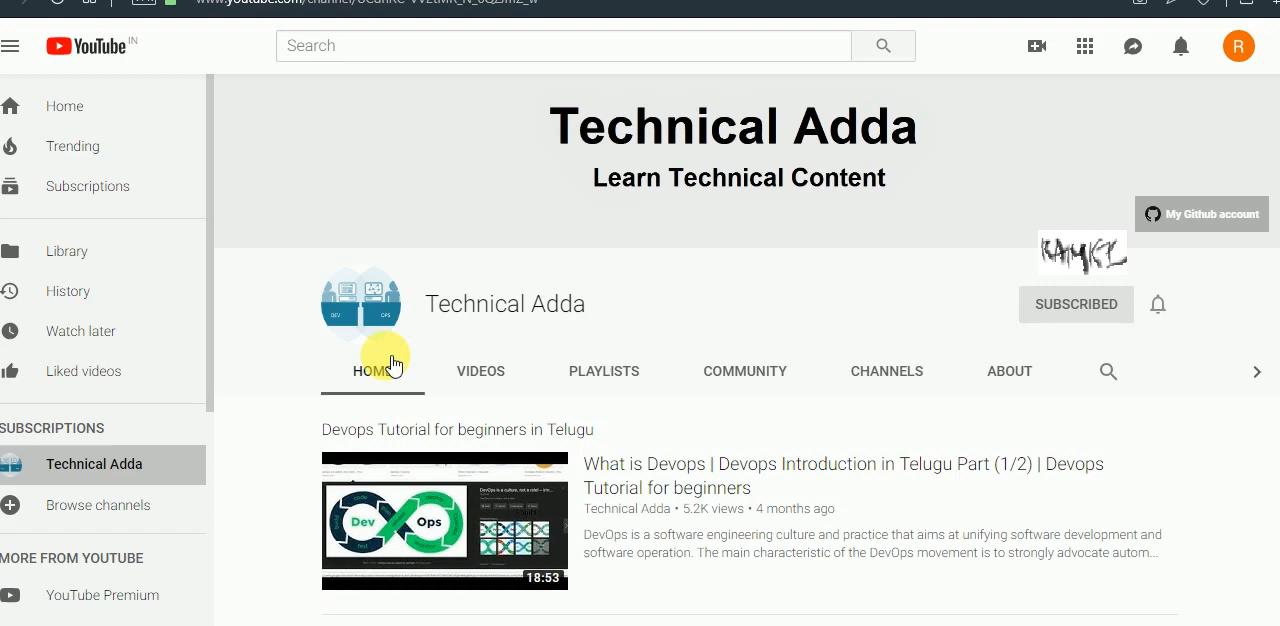 YouTube IN
Search
R
Home
Trending
Subscriptions
Library
History
Watch later
Liked videos
SUBSCRIPTIONS
Technical Adda
Browse channels
MORE FROM YOUTUBE
YouTube Premium
Technical Adda
Learn Technical Content
My Github account
DEV OPS
Technical Adda
SUBSCRIBED
HOME VIDEOS PLAYLISTS COMMUNITY CHANNELS ABOUT
Devops Tutorial for beginners in Telugu
Dev Ops
18:53
What is Devops | Devops Introduction in Telugu Part (1/2) | Devops
Tutorial for beginners
Technical Adda • 5.2K views • 4 months ago
DevOps is a software engineering culture and practice that aims at unifying software development and
software operation. The main characteristic of the DevOps movement is to strongly advocate autom...